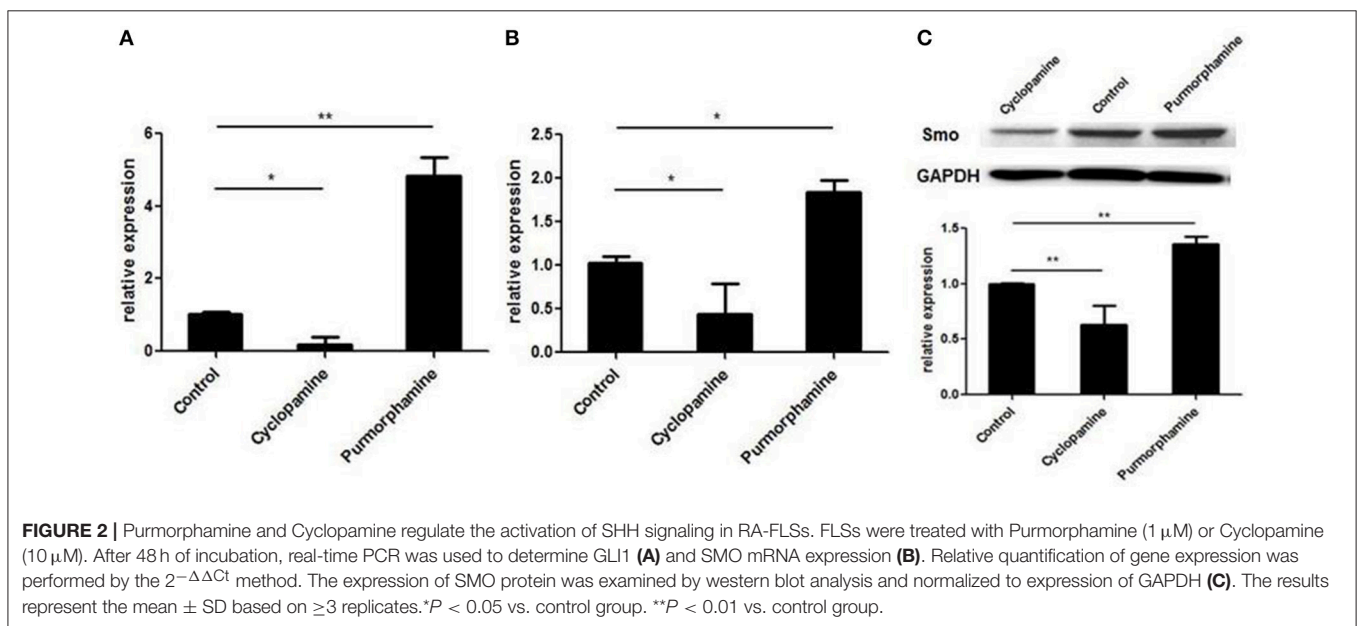 A
B
C
**
*
relative expression
6
4
2
0
Control
Cyclopamine
Purmorphamine
*
*
relative expression
2.5
2.0
1.5
1.0
0.5
0.0
Control
Cyclopamine
Purmorphamine
Cyclopamine
Control
Purmorphamine
Smo
GAPDH
**
**
relative expression
1.5
1.0
0.5
0.0
Control
Cyclopamine
Purmorphamine
FIGURE 2 | Purmorphamine and Cyclopamine regulate the activation of SHH signaling in RA-FLSs. FLSs were treated with Purmorphamine (1 μM) or Cyclopamine
(10 μM). After 48 h of incubation, real-time PCR was used to determine GLI1 (A) and SMO mRNA expression (B). Relative quantification of gene expression was
performed by the 2−ΔΔCt method. The expression of SMO protein was examined by western blot analysis and normalized to expression of GAPDH (C). The results
represent the mean ± SD based on ≥3 replicates.*P < 0.05 vs. control group. **P < 0.01 vs. control group.